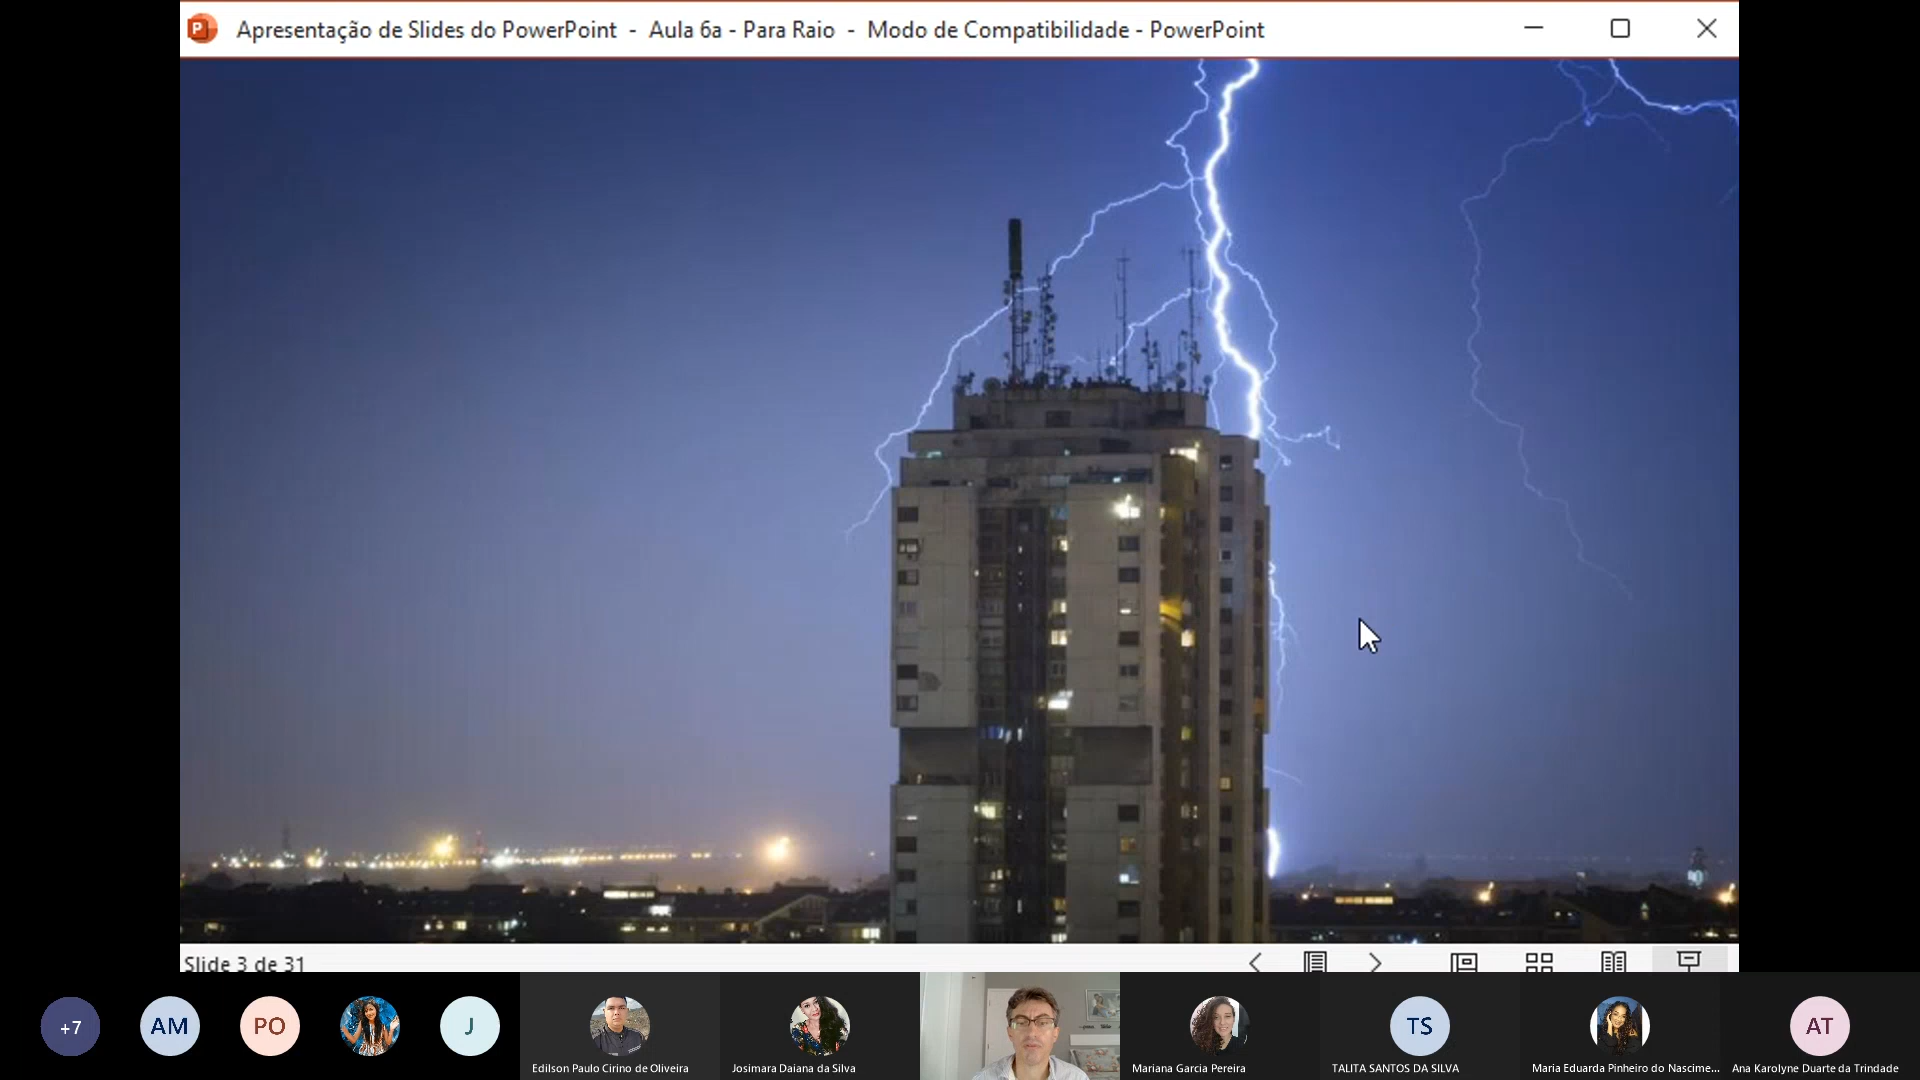 Apresentação de Slides do PowerPoint - Aula 6a - Para Raio - Modo de Compatibilidade - PowerPoint
Slide 3 de 31
+7
AM
PO
J
TS
AT
Edilson Paulo Cirino de Oliveira
Josimara Daiana da Silva
Mariana Garcia Pereira
TALITA SANTOS DA SILVA
Maria Eduarda Pinheiro do Nascime...
Ana Karolyne Duarte da Trindade